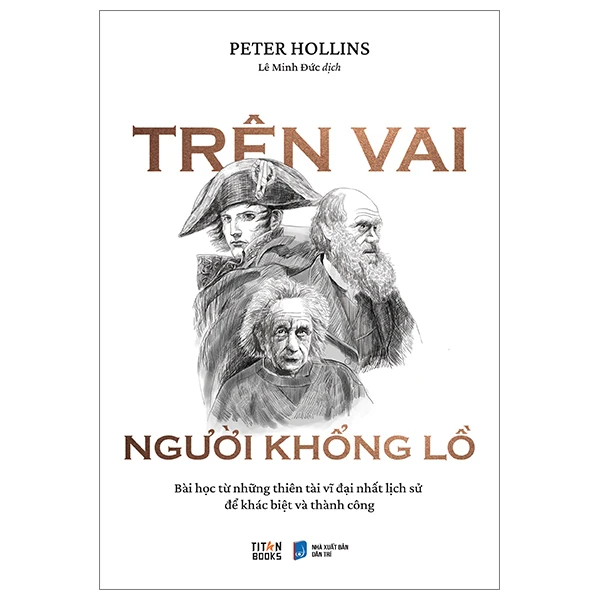 PETER HOLLINS
Lê Minh Đức dịch
TRÊN VAI
NGƯỜI KHỔNG LỒ
Bài học từ những thiên tài vĩ đại nhất lịch sử
để khác biệt và thành công
TITAN
BOOKS
NHÀ XUẤT BẢN
DÂN TRÍ